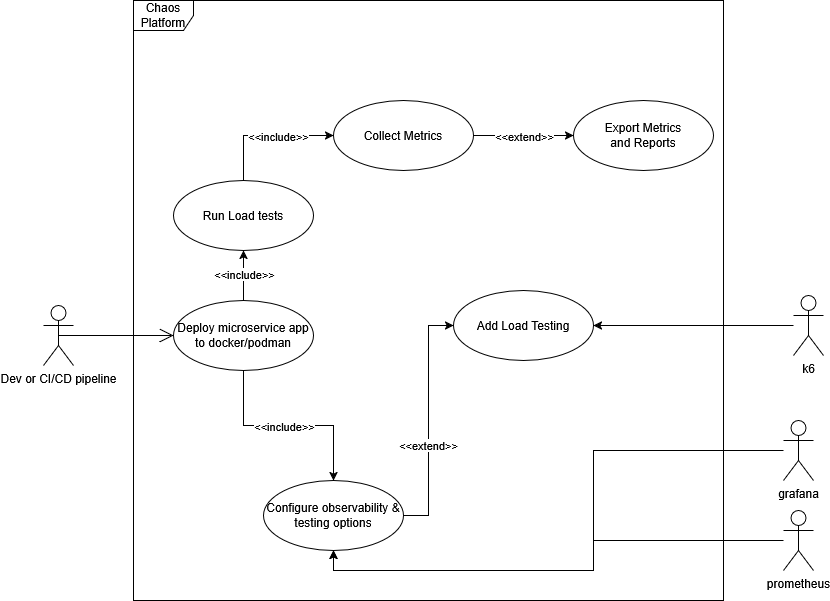 Chaos
Platform
<<include>>
Collect Metrics
<<extend>>
Export Metrics
and Reports
Run Load tests
<<include>>
Deploy microservice app
to docker/podman
Add Load Testing
k6
Dev or CI/CD pipeline
<<include>>
<<extend>>
Configure observability &
testing options
grafana
prometheus